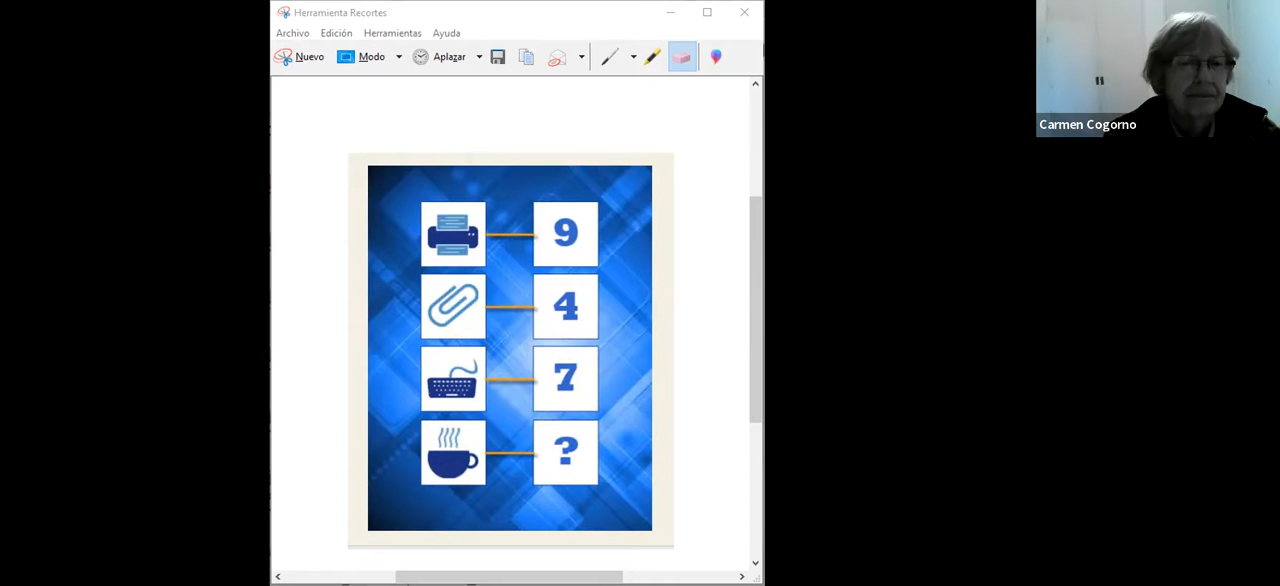 Herramienta Recortes
Archivo Edición Herramientas Ayuda
Nuevo Modo Aplazar
Carmen Cogorno
9
4
7
?